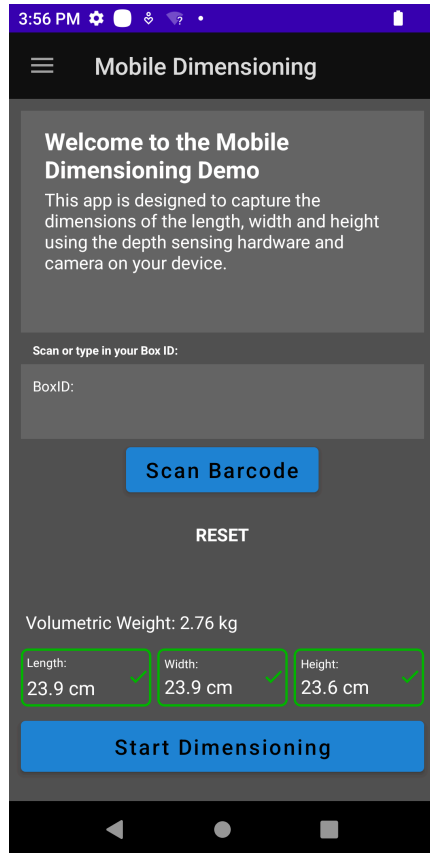 3:56 PM
Mobile Dimensioning
Welcome to the Mobile
Dimensioning Demo
This app is designed to capture the
dimensions of the length, width and height
using the depth sensing hardware and
camera on your device.
Scan or type in your Box ID:
BoxID:
Scan Barcode
RESET
Volumetric Weight: 2.76 kg
Length: Width: Height:
23.9 cm 23.9 cm 23.6 cm
Start Dimensioning